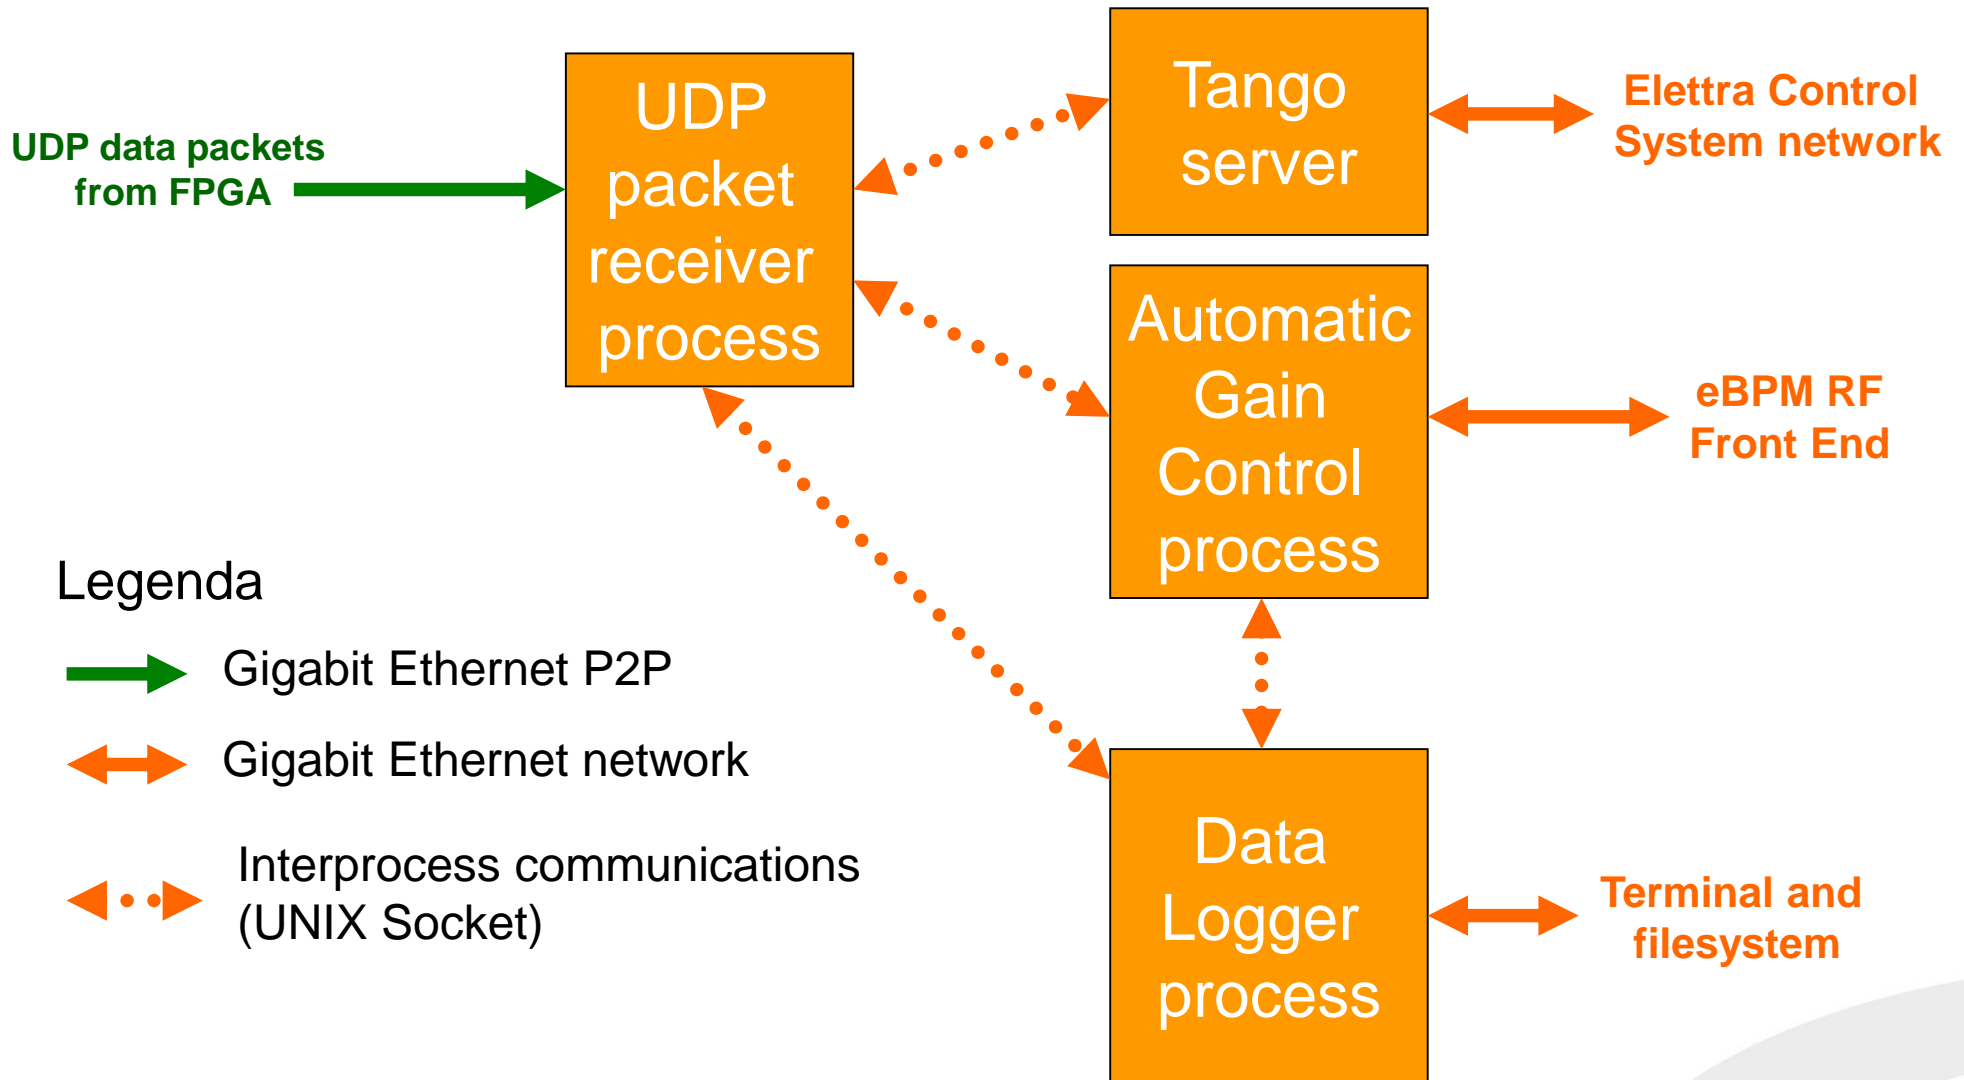 UDP data packets
from FPGA
UDP
packet
receiver
process
Tango
server
Elettra Control
System network
Automatic
Gain
Control
process
eBPM RF
Front End
Data
Logger
process
Terminal and
filesystem
Legenda
Gigabit Ethernet P2P
Gigabit Ethernet network
Interprocess communications
(UNIX Socket)